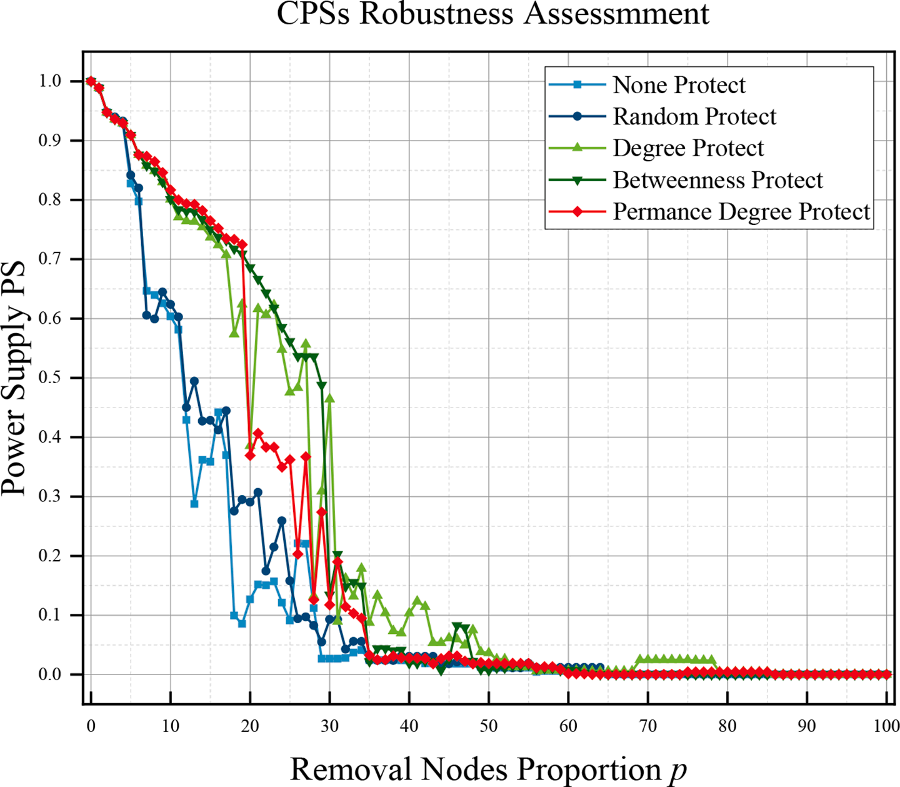 CPSs Robustness Assessmment
None Protect
Random Protect
Degree Protect
Betweenness Protect
Permance Degree Protect
Power Supply PS
1.0
0.9
0.8
0.7
0.6
0.5
0.4
0.3
0.2
0.1
0.0
0 10 20 30 40 50 60 70 80 90 100
Removal Nodes Proportion p